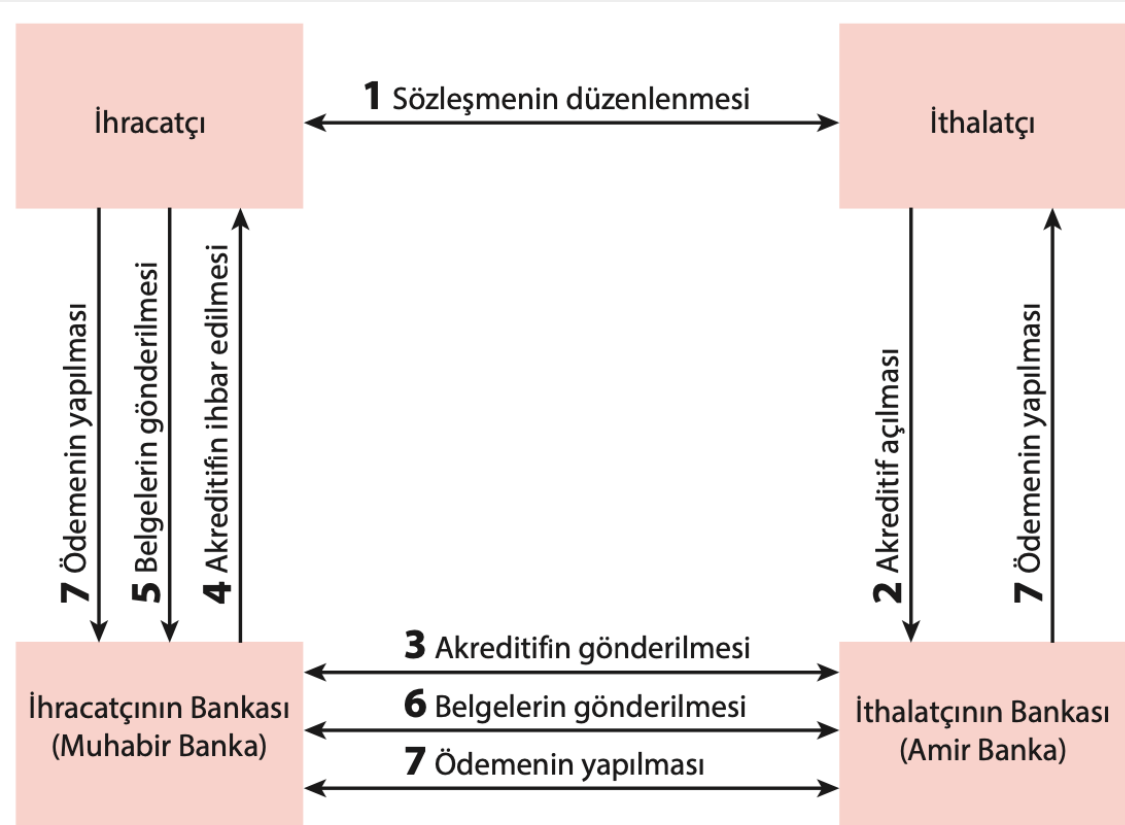 1 Sözleşmenin düzenlenmesi
İhracatçı
İthalatçı
7 Ödemenin yapılması
5 Belgelerin gönderilmesi
4 Akreditifin ihbar edilmesi
2 Akreditif açılması
7 Ödemenin yapılması
3 Akreditifin gönderilmesi
6 Belgelerin gönderilmesi
7 Ödemenin yapılması
İhracatçının Bankası
(Muhabir Banka)
İthalatçının Bankası
(Amir Banka)